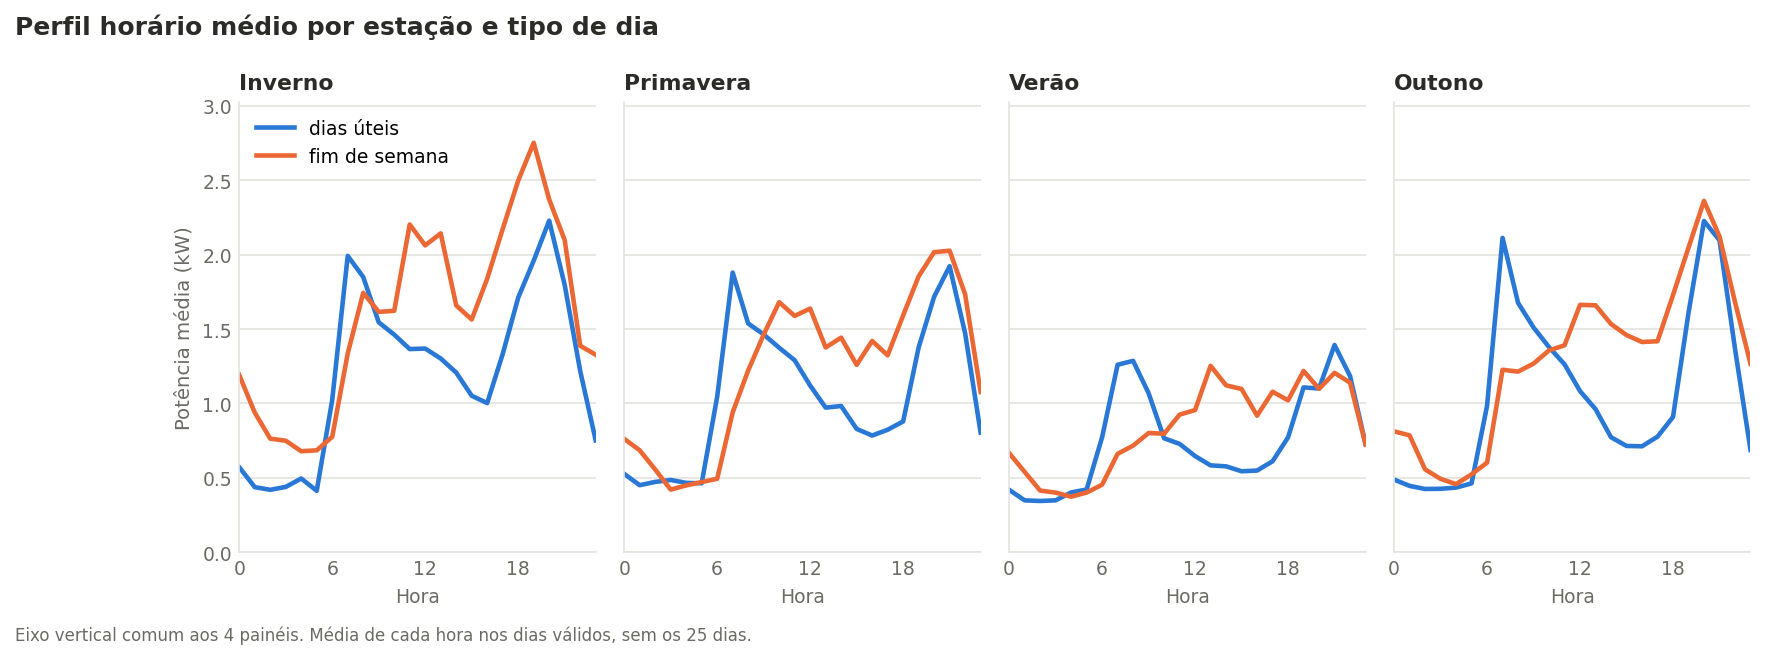 Perfil horário médio por estação e tipo de dia
Inverno
Primavera
Verão
Outono
dias úteis
fim de semana
Potência média (kW)
3.0
2.5
2.0
1.5
1.0
0.5
0.0
0 6 12 18
0 6 12 18
0 6 12 18
0 6 12 18
Hora
Hora
Hora
Hora
Eixo vertical comum aos 4 painéis. Média de cada hora nos dias válidos, sem os 25 dias.